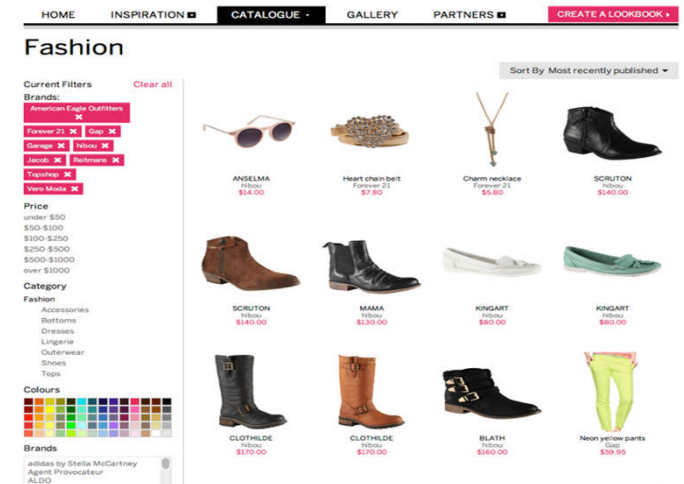 HOME INSPIRATION CATALOGUE GALLERY PARTNERS CREATE A LOOKBOOK
Fashion
Sort By Most recently published
Current Filters Clear all
Brands:
American Eagle Outfitters
Forever 21 Gap
Garage hibou
Jacob Reitmans
Topshop
Vero Moda
Price
under $50
$50-$100
$100-$250
$250-$500
$500-$1000
over $1000
Category
Fashion
Accessories
Bottoms
Dresses
Lingerie
Outerwear
Shoes
Tops
Colours
Brands
adidas by Stella McCartney
Agent Provocateur
ALDO
ANSELMA
hibou
$14.00
Heart chain belt
Forever 21
$7.80
Charm necklace
Forever 21
$5.80
SCRUTON
hibou
$140.00
SCRUTON
hibou
$140.00
MAMA
hibou
$130.00
KINGART
hibou
$80.00
KINGART
hibou
$80.00
CLOTHILDE
hibou
$170.00
CLOTHILDE
hibou
$170.00
BLATH
hibou
$160.00
Neon yellow pants
Gap
$59.95